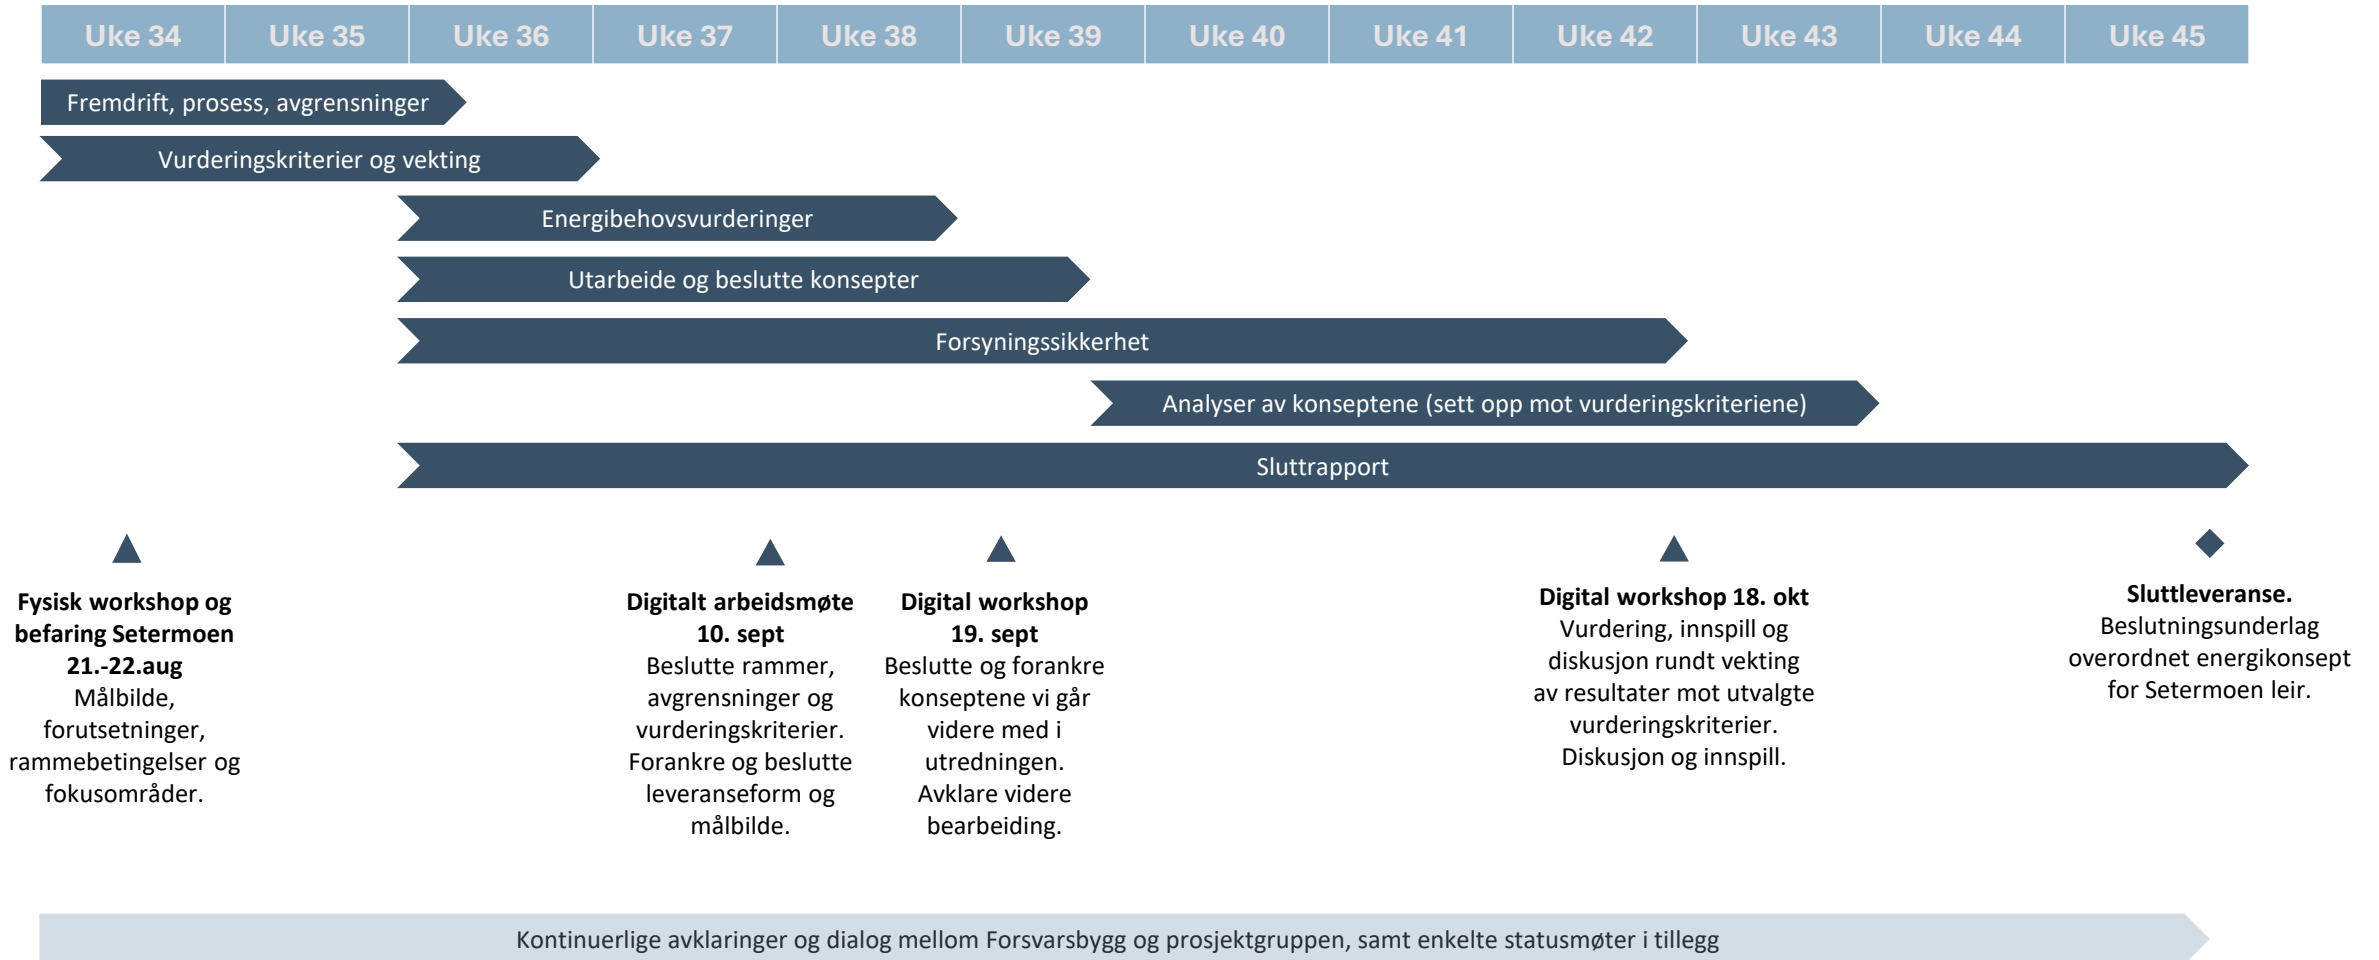 Uke 34 Uke 35 Uke 36 Uke 37 Uke 38 Uke 39 Uke 40 Uke 41 Uke 42 Uke 43 Uke 44 Uke 45
Fremdrift, prosess, avgrensninger
Vurderingskriterier og vekting
Energibehovsvurderinger
Utarbeide og beslutte konsepter
Forsyningssikkerhet
Analyser av konseptene (sett opp mot vurderingskriteriene)
Sluttrapport
Fysisk workshop og
befaring Setermoen
21.-22.aug
Målbilde,
forutsetninger,
rammebetingelser og
fokusområder.
Digitalt arbeidsmøte
10. sept
Beslutte rammer,
avgrensninger og
vurderingskriterier.
Forankre og beslutte
leveranseform og
målbilde.
Digital workshop
19. sept
Beslutte og forankre
konseptene vi går
videre med i
utredningen.
Avklare videre
bearbeiding.
Digital workshop 18. okt
Vurdering, innspill og
diskusjon rundt vekting
av resultater mot utvalgte
vurderingskriterier.
Diskusjon og innspill.
Sluttleveranse.
Beslutningsunderlag
overordnet energikonsept
for Setermoen leir.
Kontinuerlige avklaringer og dialog mellom Forsvarsbygg og prosjektgruppen, samt enkelte statusmøter i tillegg